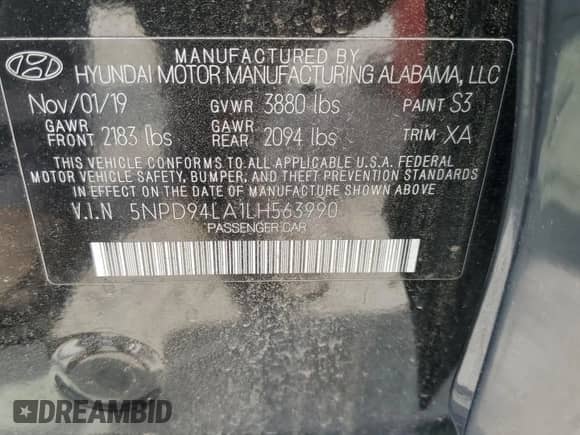 MANUFACTURED BY
HYUNDAI MOTOR MANUFACTURING ALABAMA, LLC
Nov/01/19 GVWR 3880 lbs PAINT S3
GAWR FRONT 2183 lbs GAWR REAR 2094 lbs TRIM XA
THIS VEHICLE CONFORMS TO ALL APPLICABLE U.S.A. FEDERAL
MOTOR VEHICLE SAFETY, BUMPER, AND THEFT PREVENTION STANDARDS
IN EFFECT ON THE DATE OF MANUFACTURE SHOWN ABOVE.
V.I.N 5NPD94LA1LH563990
PASSENGER CAR
DREAMBID